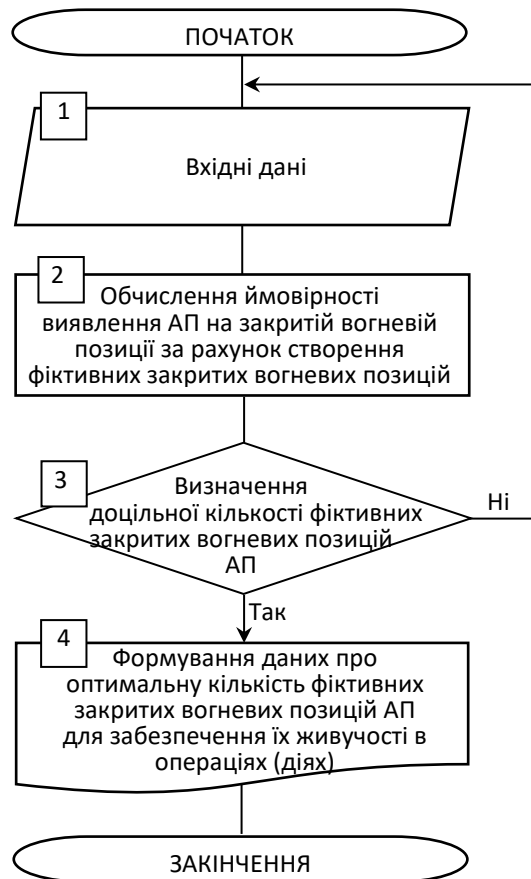 ПОЧАТОК
1
Вхідні дані
2
Обчислення ймовірності
виявлення АП на закритій вогневій
позиції за рахунок створення
фіктивних закритих вогневих позицій
3
Визначення
доцільної кількості фіктивних
закритих вогневих позицій
АП
Ні
Так
4
Формування даних про
оптимальну кількість фіктивних
закритих вогневих позицій АП
для забезпечення їх живучості в
операціях (діях)
ЗАКІНЧЕННЯ